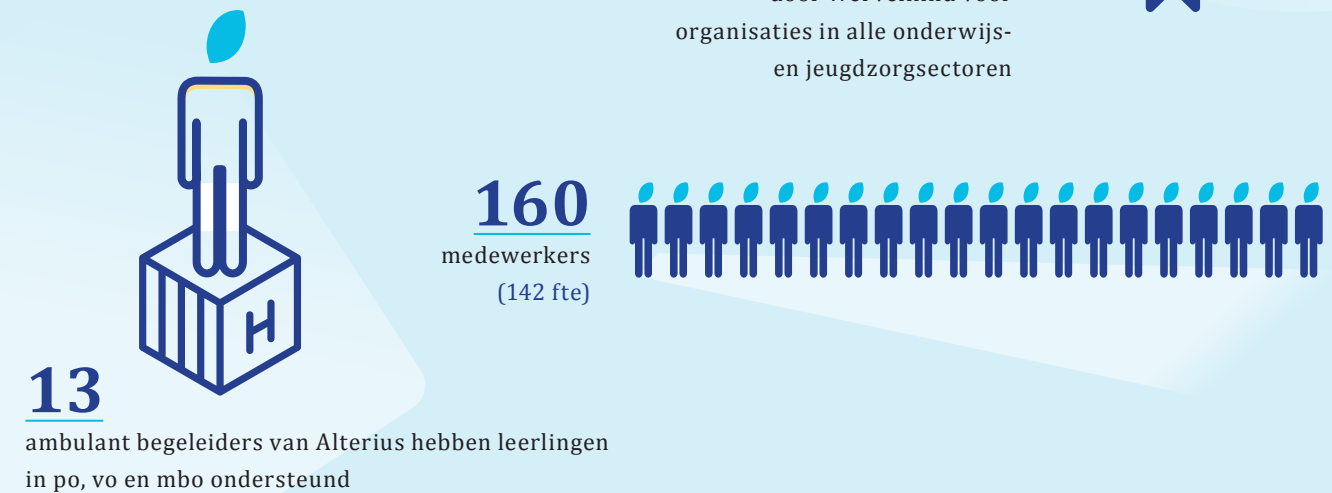 organisaties in alle onderwijs-
en jeugdzorgsectoren
160
medewerkers
(142 fte)
H
13
ambulant begeleiders van Alterius hebben leerlingen
in po, vo en mbo ondersteund